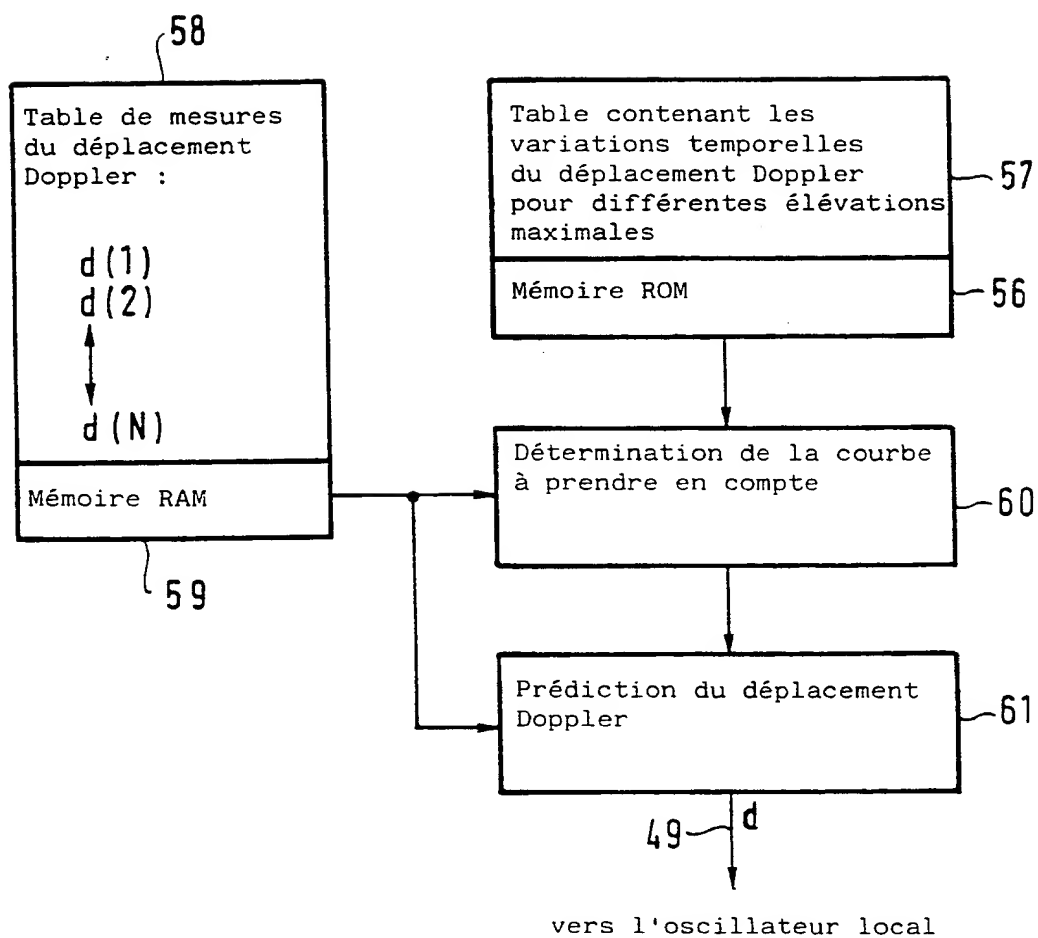 58
Table de mesures
du déplacement
Doppler :
d(1)
d(2)
d(N)
Mémoire RAM
59
Table contenant les
variations temporelles
du déplacement Doppler
pour différentes élévations
maximales
57
Mémoire ROM
56
Détermination de la courbe
à prendre en compte
60
Prédiction du déplacement
Doppler
61
49
d
vers l'oscillateur local